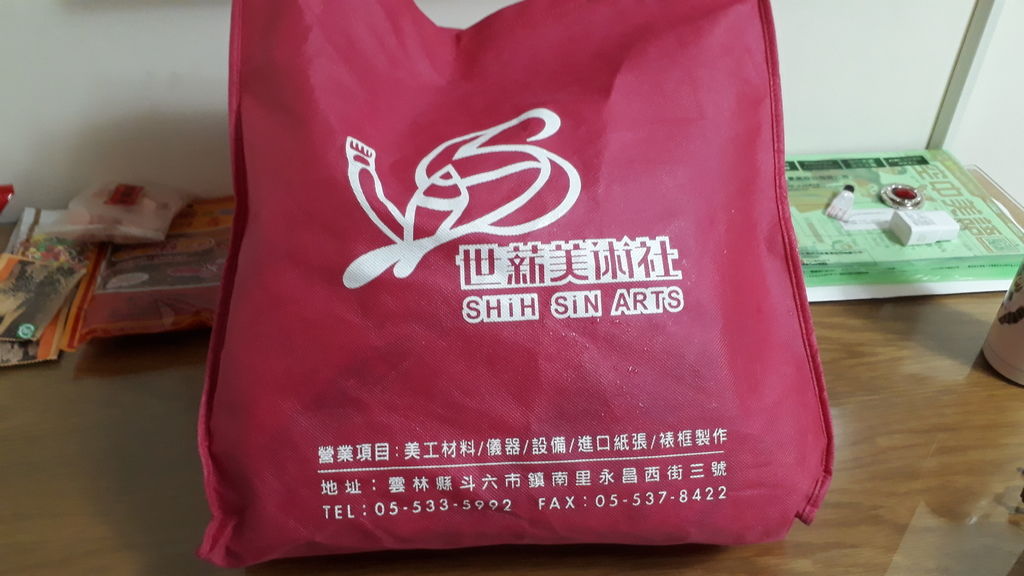 世薪美術社
SHiH SiN ARTS
營業項目：美工材料/儀器/設備/進口紙張/裱框製作
地址：雲林縣斗六市鎮南里永昌西街三號
TEL：05-533-5992 FAX：05-537-8422